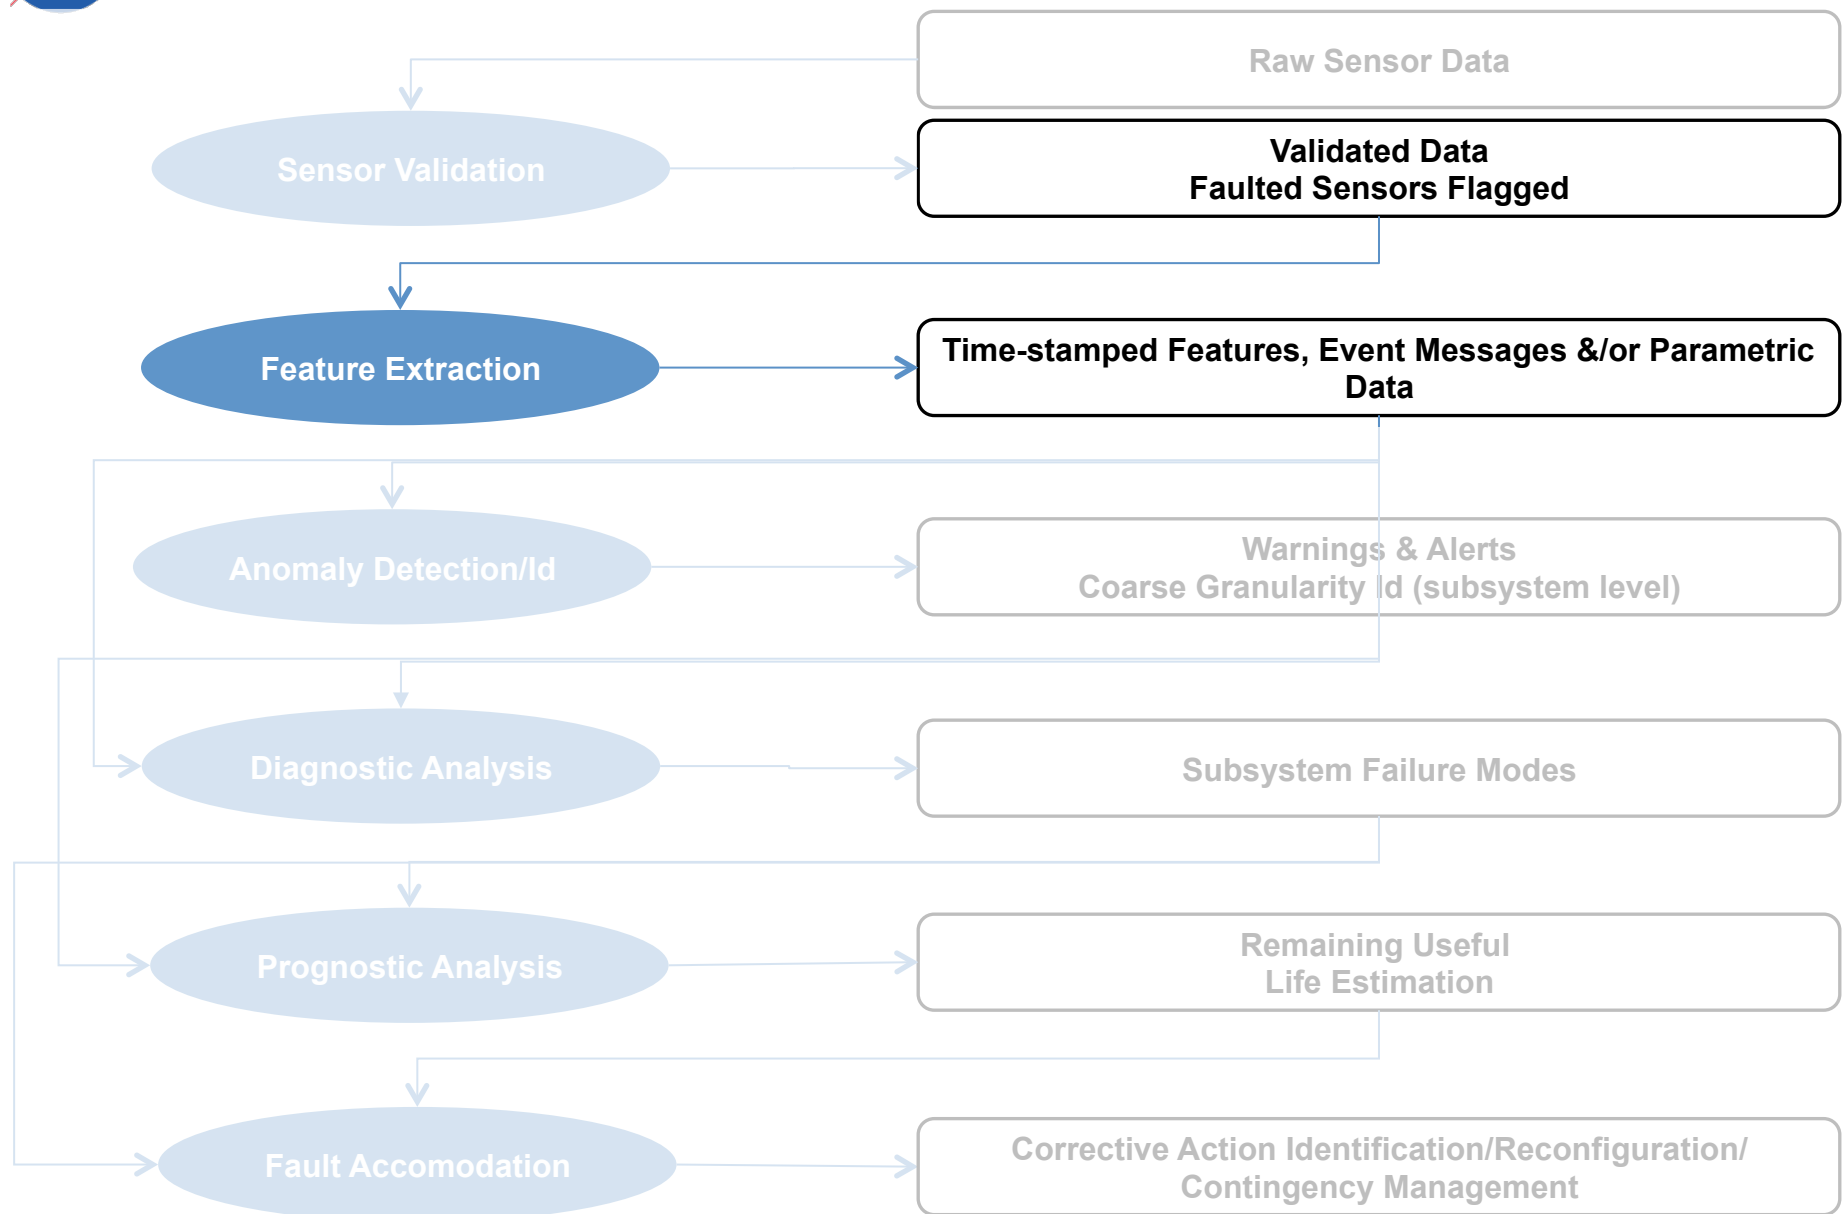 Raw Sensor Data
Sensor Validation
Validated Data
Faulted Sensors Flagged
Feature Extraction
Time-stamped Features, Event Messages &/or Parametric
Data
Anomaly Detection/Id
Warnings & Alerts
Coarse Granularity Id (subsystem level)
Diagnostic Analysis
Subsystem Failure Modes
Prognostic Analysis
Remaining Useful
Life Estimation
Fault Accomodation
Corrective Action Identification/Reconfiguration/
Contingency Management